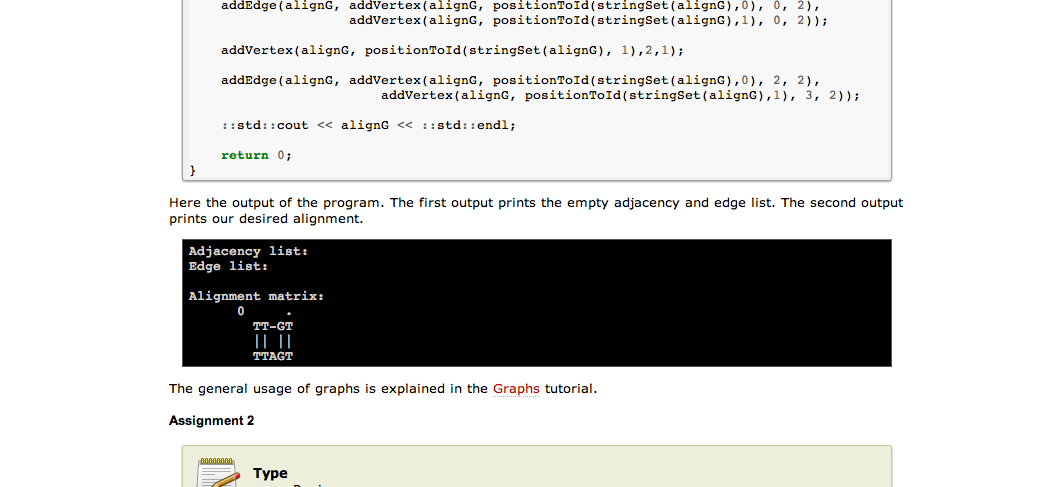 addEdge(alignG, addVertex(alignG, positionToId(stringSet(alignG),0), 0, 2),
addVertex(alignG, positionToId(stringSet(alignG),1), 0, 2));
addVertex(alignG, positionToId(stringSet(alignG), 1),2,1);
addEdge(alignG, addVertex(alignG, positionToId(stringSet(alignG),0), 2, 2),
addVertex(alignG, positionToId(stringSet(alignG),1), 3, 2));
::std::cout << alignG << ::std::endl;
return 0;
}
Here the output of the program. The first output prints the empty adjacency and edge list. The second output
prints our desired alignment.
Adjacency list:
Edge list:
Alignment matrix:
0 .
TT-GT
|| ||
TTAGT
The general usage of graphs is explained in the Graphs tutorial.
Assignment 2
Type